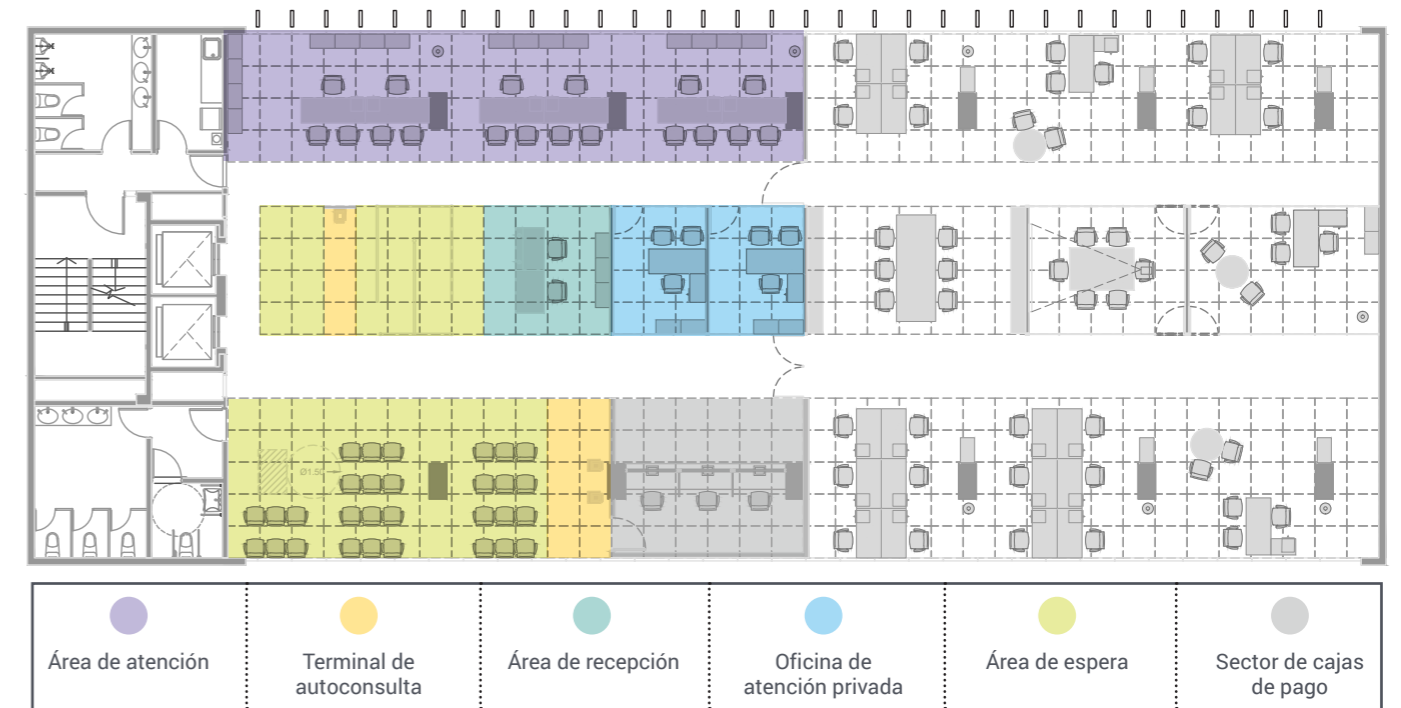 Ø1.50
Área de atención
Terminal de
autoconsulta
Área de recepción
Oficina de
atención privada
Área de espera
Sector de cajas
de pago